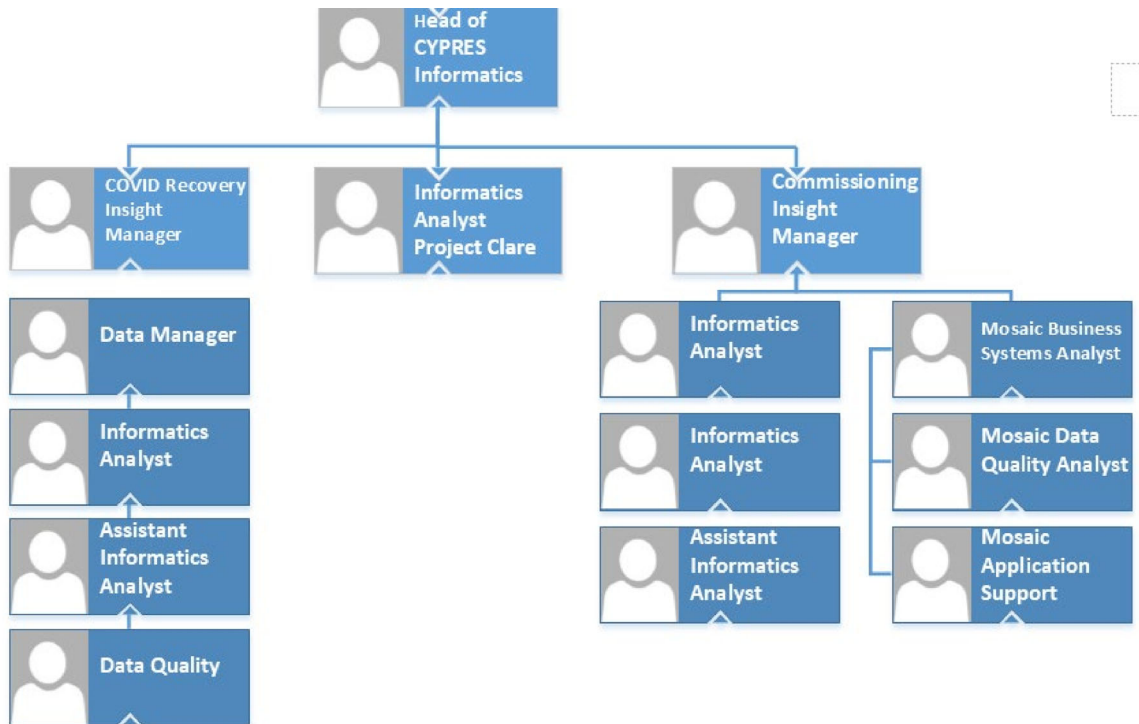 Head of
CYPRES
Informatics
COVID Recovery
Insight
Manager
Informatics
Analyst
Project Clare
Commissioning
Insight
Manager
Data Manager
Informatics
Analyst
Assistant
Informatics
Analyst
Data Quality
Informatics
Analyst
Informatics
Analyst
Assistant
Informatics
Analyst
Mosaic Business
Systems Analyst
Mosaic Data
Quality Analyst
Mosaic
Application
Support